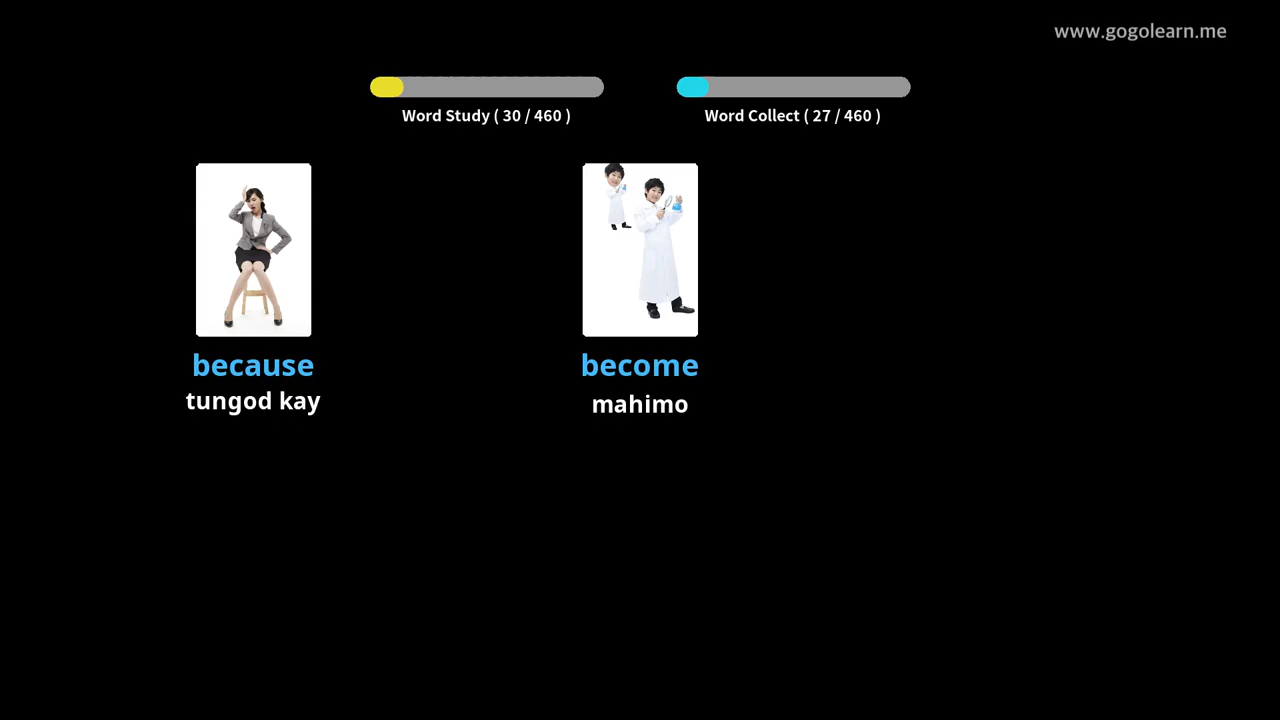 www.gogolearn.me
Word Study ( 30 / 460 )
Word Collect ( 27 / 460 )
because
tungod kay
become
mahimo